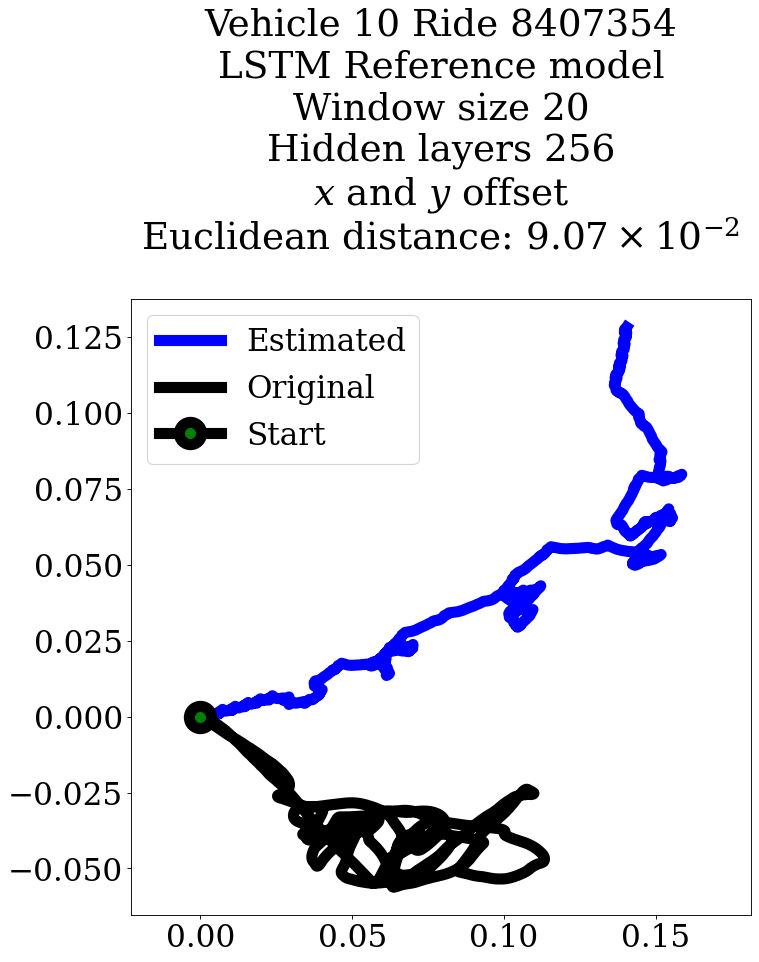 Vehicle 10 Ride 8407354
LSTM Reference model
Window size 20
Hidden layers 256
x and y offset
Euclidean distance: 9.07 × 10⁻²
Estimated
Original
Start
0.125
0.100
0.075
0.050
0.025
0.000
−0.025
−0.050
0.00 0.05 0.10 0.15